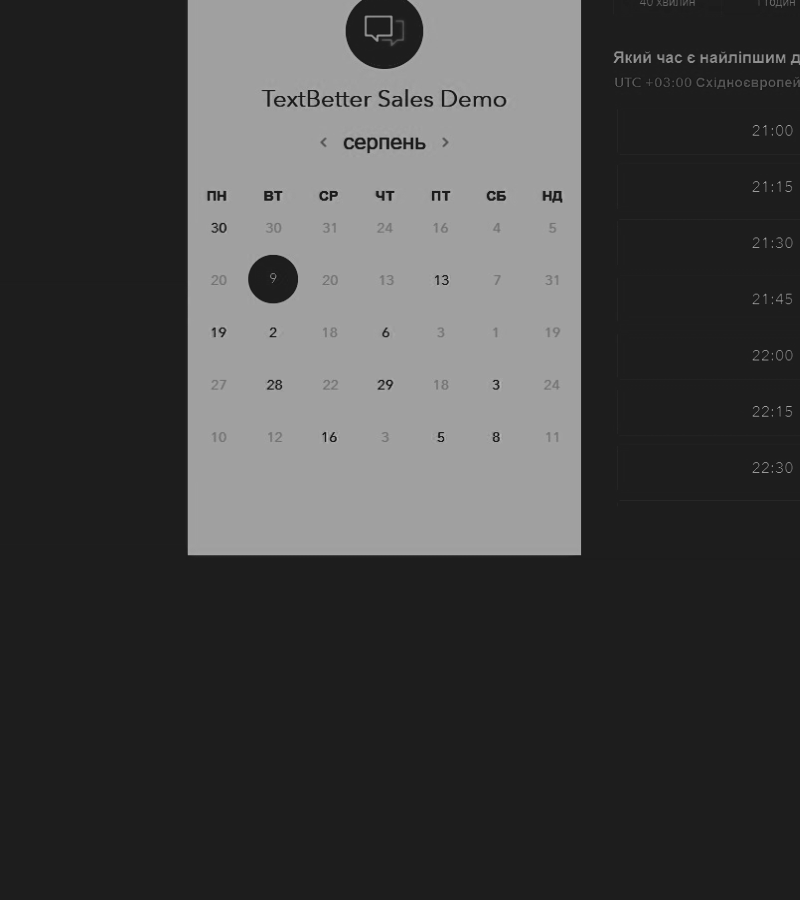 TextBetter Sales Demo
серпень
ПН ВТ СР ЧТ ПТ СБ НД
30 30 31 24 16 4 5
20 9 20 13 13 7 31
19 2 18 6 3 1 19
27 28 22 29 18 3 24
10 12 16 3 5 8 11
40 хвилин
1 годин
Який час є найліпшим д
UTC +03:00 Східноєвропей
21:00
21:15
21:30
21:45
22:00
22:15
22:30